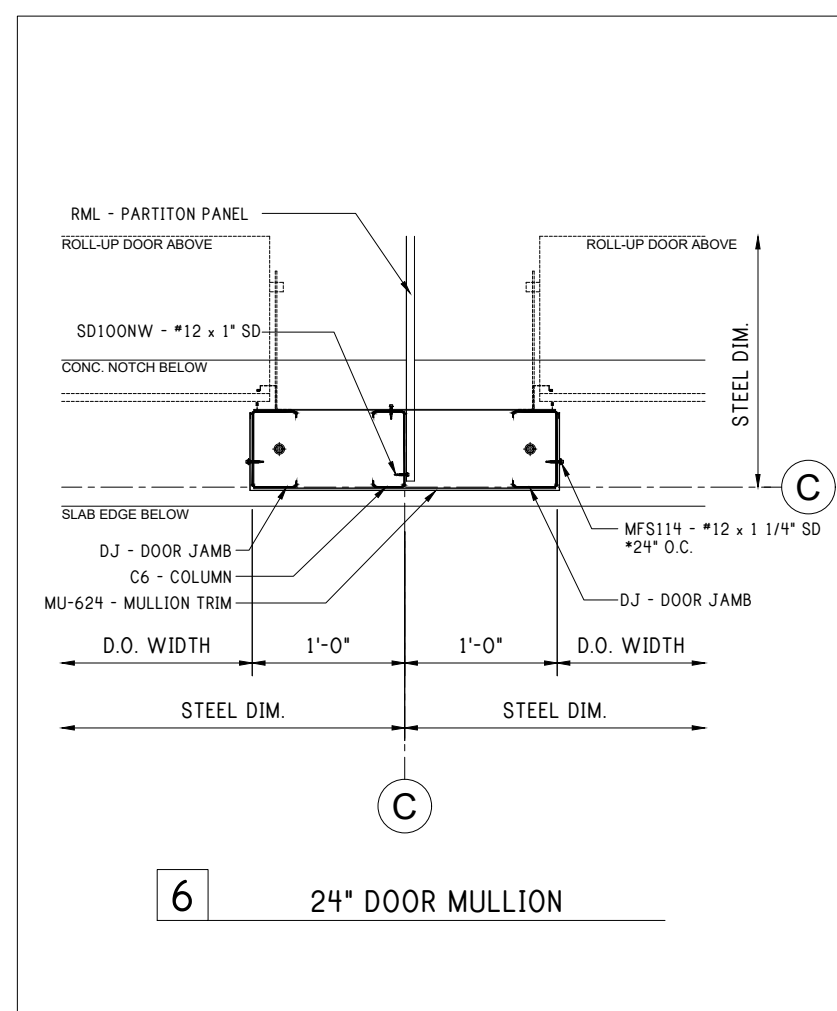 RML - PARTITON PANEL
ROLL-UP DOOR ABOVE
ROLL-UP DOOR ABOVE
SD100NW - #12 x 1" SD
CONC. NOTCH BELOW
STEEL DIM.
C
SLAB EDGE BELOW
MFS114 - #12 x 1 1/4" SD
*24" O.C.
DJ - DOOR JAMB
C6 - COLUMN
MU-624 - MULLION TRIM
DJ - DOOR JAMB
D.O. WIDTH
1'-0"
1'-0"
D.O. WIDTH
STEEL DIM.
STEEL DIM.
C
6
24" DOOR MULLION